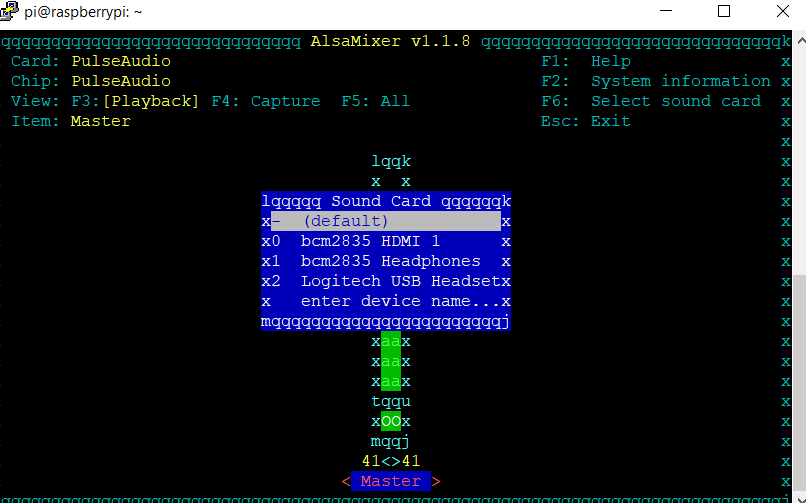 pi@raspberrypi: ~
qqqqqqqqqqqqqqqqqqqqqqqqqqqqqq AlsaMixer v1.1.8 qqqqqqqqqqqqqqqqqqqqqqqqqqqqqqk
Card: PulseAudio F1: Help x
Chip: PulseAudio F2: System information x
View: F3:[Playback] F4: Capture F5: All F6: Select sound card x
Item: Master Esc: Exit x
x
lqqk x
x x x
lqqqqq Sound Card qqqqqqk x
x- (default) x x
x0 bcm2835 HDMI 1 x x
x1 bcm2835 Headphones x x
x2 Logitech USB Headsetx x
x enter device name...x x
mqqqqqqqqqqqqqqqqqqqqqqqj x
xaax x
xaax x
xaax x
tqqu x
xOOx x
mqqj x
41<>41 x
< Master > x
qqqqqqqqqqqqqqqqqqqqqqqqqqqqqqqqqqqqqqqqqqqqqqqqqqqqqqqqqqqqqqqqqqqqqqqqqqqqqqj